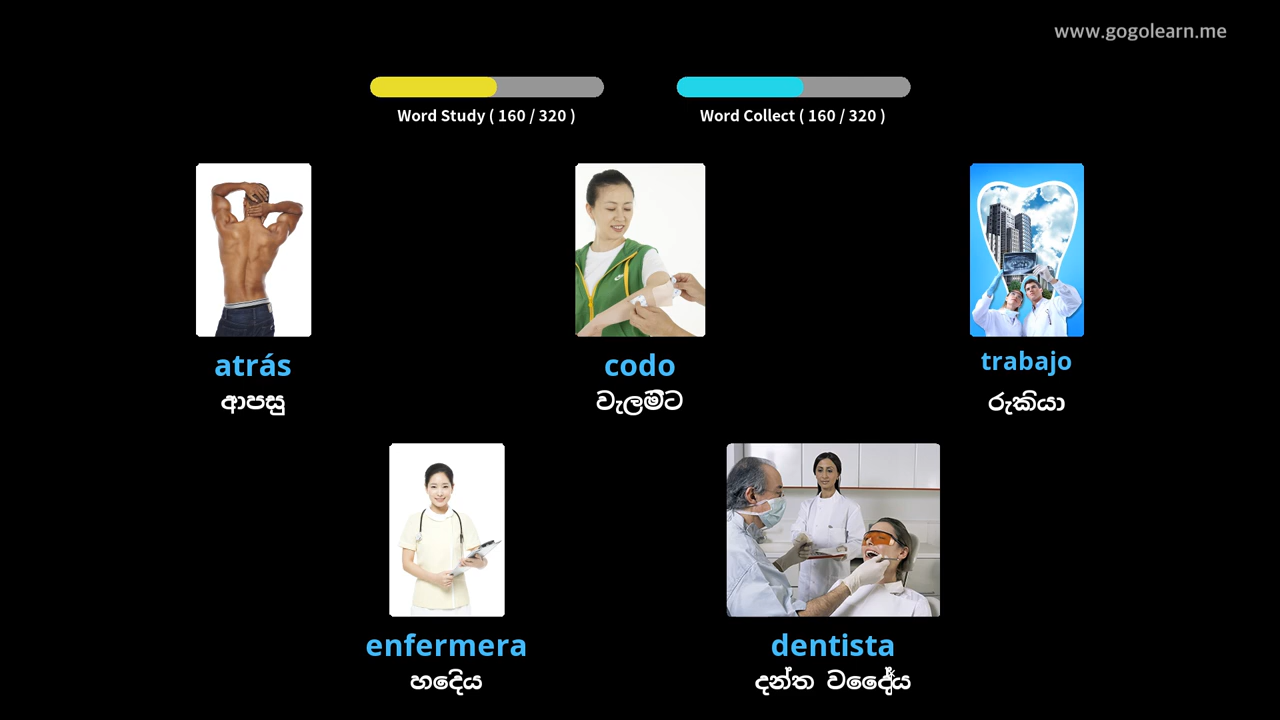 www.gogolearn.me
Word Study ( 160 / 320 )
Word Collect ( 160 / 320 )
atrás
ආපසු
codo
වැලමිට
trabajo
රැකියා
enfermera
හෙදිය
dentista
දන්ත වෛද්‍ය